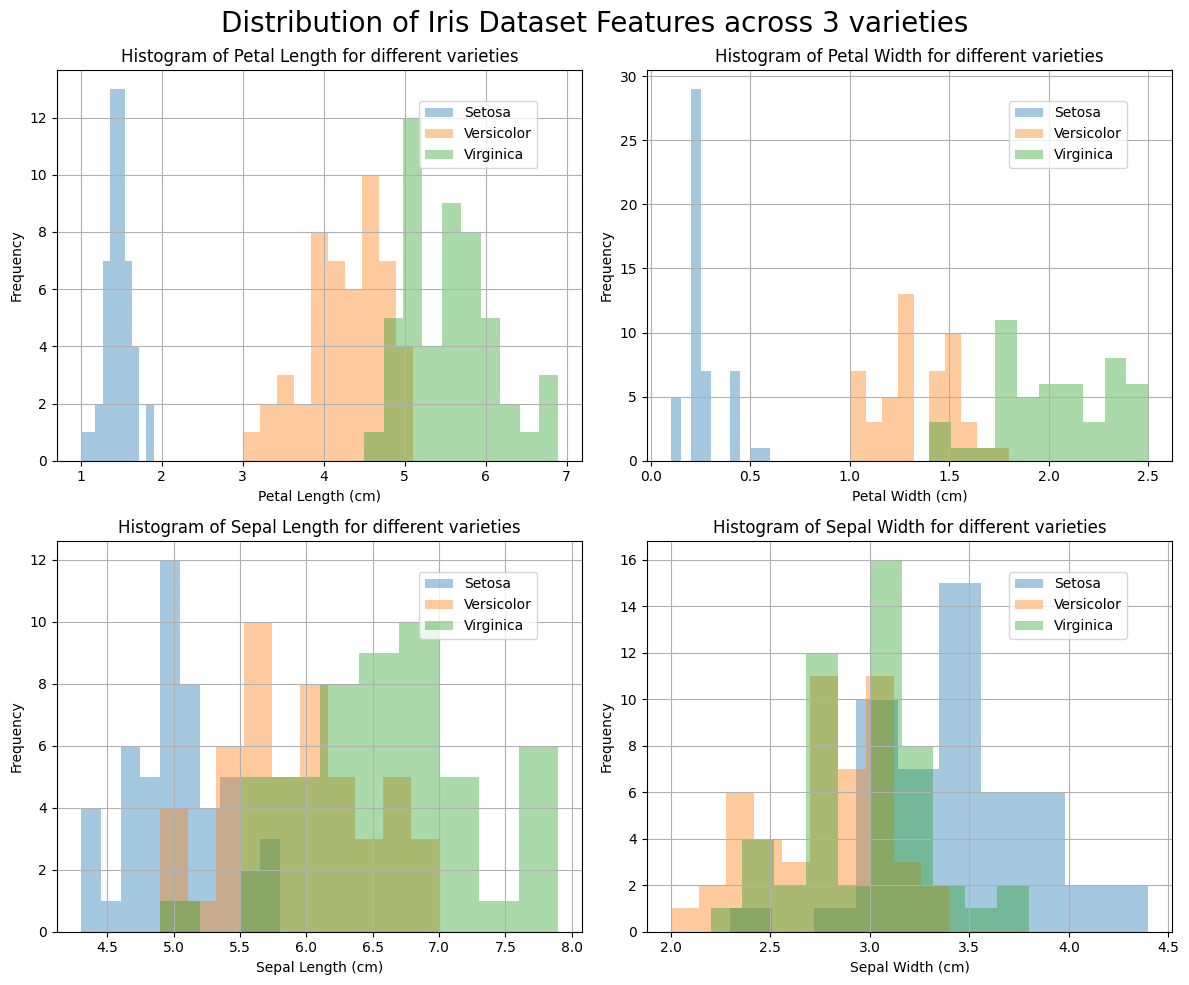 Distribution of Iris Dataset Features across 3 varieties
Histogram of Petal Length for different varieties
12
10
8
6
4
2
0
Frequency
1 2 3 4 5 6 7
Petal Length (cm)
Setosa
Versicolor
Virginica
Histogram of Petal Width for different varieties
30
25
20
15
10
5
0
Frequency
0.0 0.5 1.0 1.5 2.0 2.5
Petal Width (cm)
Setosa
Versicolor
Virginica
Histogram of Sepal Length for different varieties
12
10
8
6
4
2
0
Frequency
4.5 5.0 5.5 6.0 6.5 7.0 7.5 8.0
Sepal Length (cm)
Setosa
Versicolor
Virginica
Histogram of Sepal Width for different varieties
16
14
12
10
8
6
4
2
0
Frequency
2.0 2.5 3.0 3.5 4.0 4.5
Sepal Width (cm)
Setosa
Versicolor
Virginica